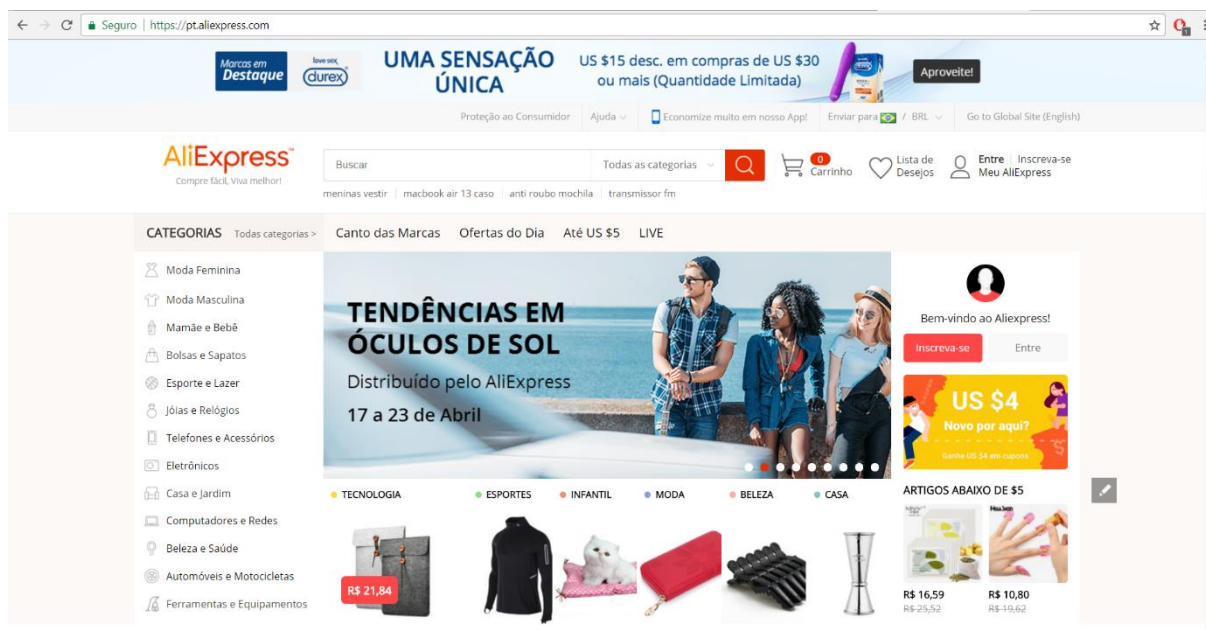 Seguro | https://pt.aliexpress.com
Marcas em
Destaque
love sex
durex
UMA SENSAÇÃO
ÚNICA
US $15 desc. em compras de US $30
ou mais (Quantidade Limitada)
Aproveite!
Proteção ao Consumidor
Ajuda
Economize muito em nosso App!
Enviar para / BRL
Go to Global Site (English)
AliExpress™
Compre fácil, Viva melhor!
Buscar
Todas as categorias
0
Carrinho
Lista de
Desejos
Entre | Inscreva-se
Meu AliExpress
meninas vestir | macbook air 13 caso | anti roubo mochila | transmissor fm
CATEGORIAS Todas categorias >
Canto das Marcas Ofertas do Dia Até US $5 LIVE
Moda Feminina
Moda Masculina
Mamãe e Bebê
Bolsas e Sapatos
Esporte e Lazer
Jóias e Relógios
Telefones e Acessórios
Eletrônicos
Casa e Jardim
Computadores e Redes
Beleza e Saúde
Automóveis e Motocicletas
Ferramentas e Equipamentos
TENDÊNCIAS EM
ÓCULOS DE SOL
Distribuído pelo AliExpress
17 a 23 de Abril
Bem-vindo ao Aliexpress!
Inscreva-se
Entre
US $4
Novo por aqui?
Ganhe US $4 em cupons
TECNOLOGIA
ESPORTES
INFANTIL
MODA
BELEZA
CASA
R$ 21,84
ARTIGOS ABAIXO DE $5
R$ 16,59
R$ 25,52
R$ 10,80
R$ 19,62